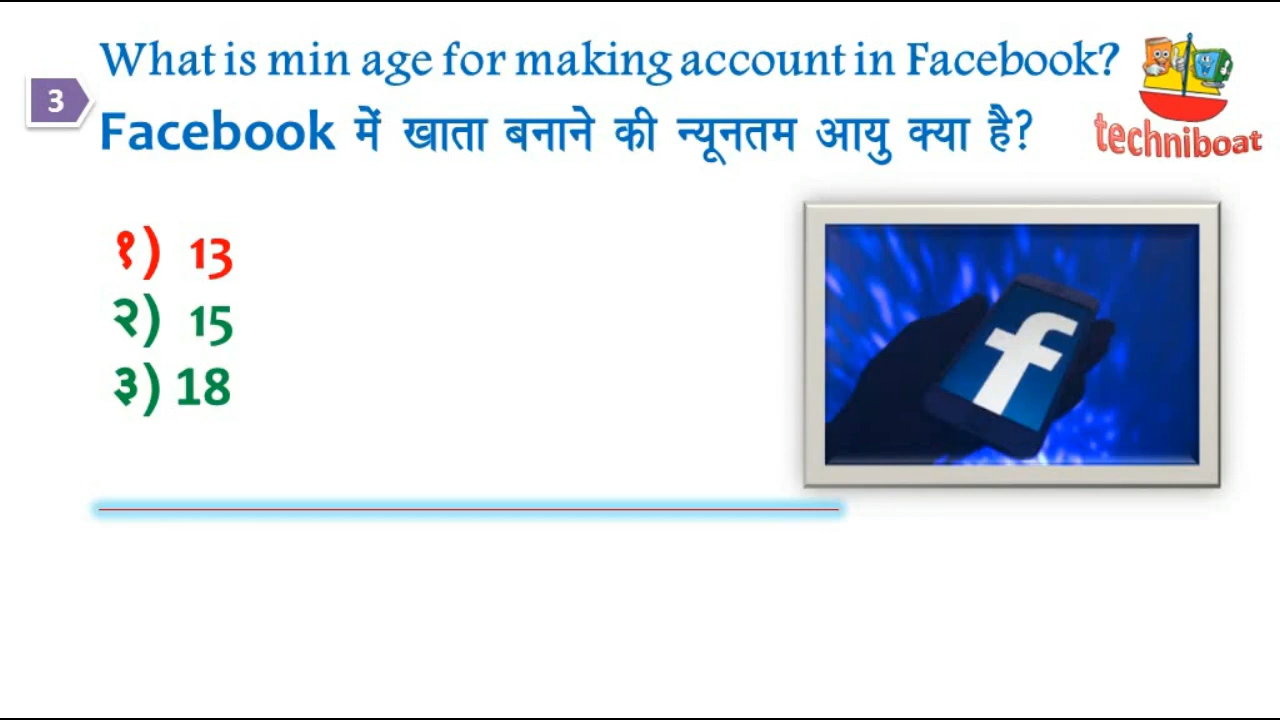 What is min age for making account in Facebook?
3
Facebook में खाता बनाने की न्यूनतम आयु क्या है?
techniboat
१) 13
२) 15
३) 18